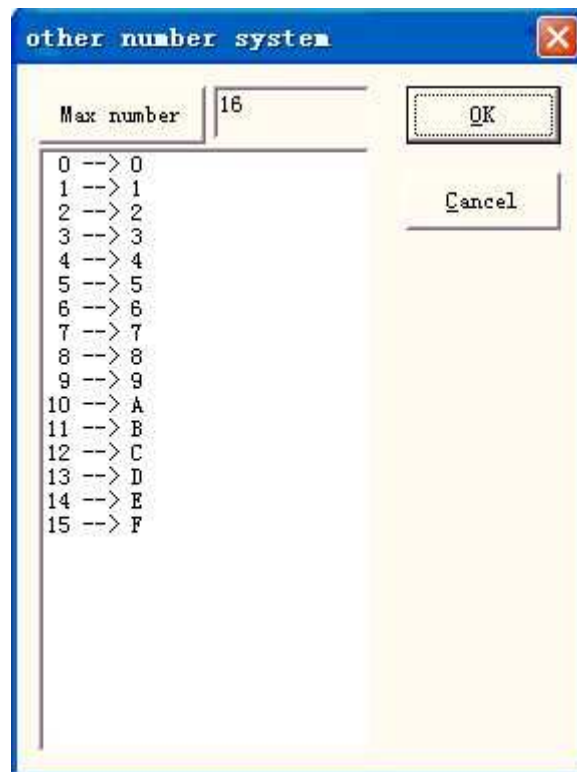 other number system
Max number 16 OK
Cancel
0 --> 0
1 --> 1
2 --> 2
3 --> 3
4 --> 4
5 --> 5
6 --> 6
7 --> 7
8 --> 8
9 --> 9
10 --> A
11 --> B
12 --> C
13 --> D
14 --> E
15 --> F